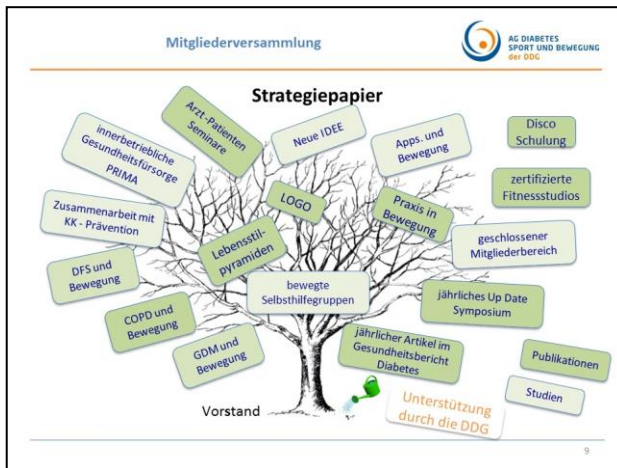 Mitgliederversammlung
AG DIABETES
SPORT UND BEWEGUNG
der DDG
Strategiepapier
Arzt-Patienten
Seminare
Neue IDEE
Apps. und
Bewegung
Disco
Schulung
innerbetriebliche
Gesundheitsfürsorge
PRIMA
LOGO
Praxis in
Bewegung
zertifizierte
Fitnessstudios
Zusammenarbeit mit
KK - Prävention
Lebensstil-
pyramiden
geschlossener
Mitgliederbereich
DFS und
Bewegung
bewegte
Selbsthilfegruppen
jährliches Up Date
Symposium
COPD und
Bewegung
GDM und
Bewegung
jährlicher Artikel im
Gesundheitsbericht
Diabetes
Publikationen
Studien
Vorstand
Unterstützung
durch die DDG
9